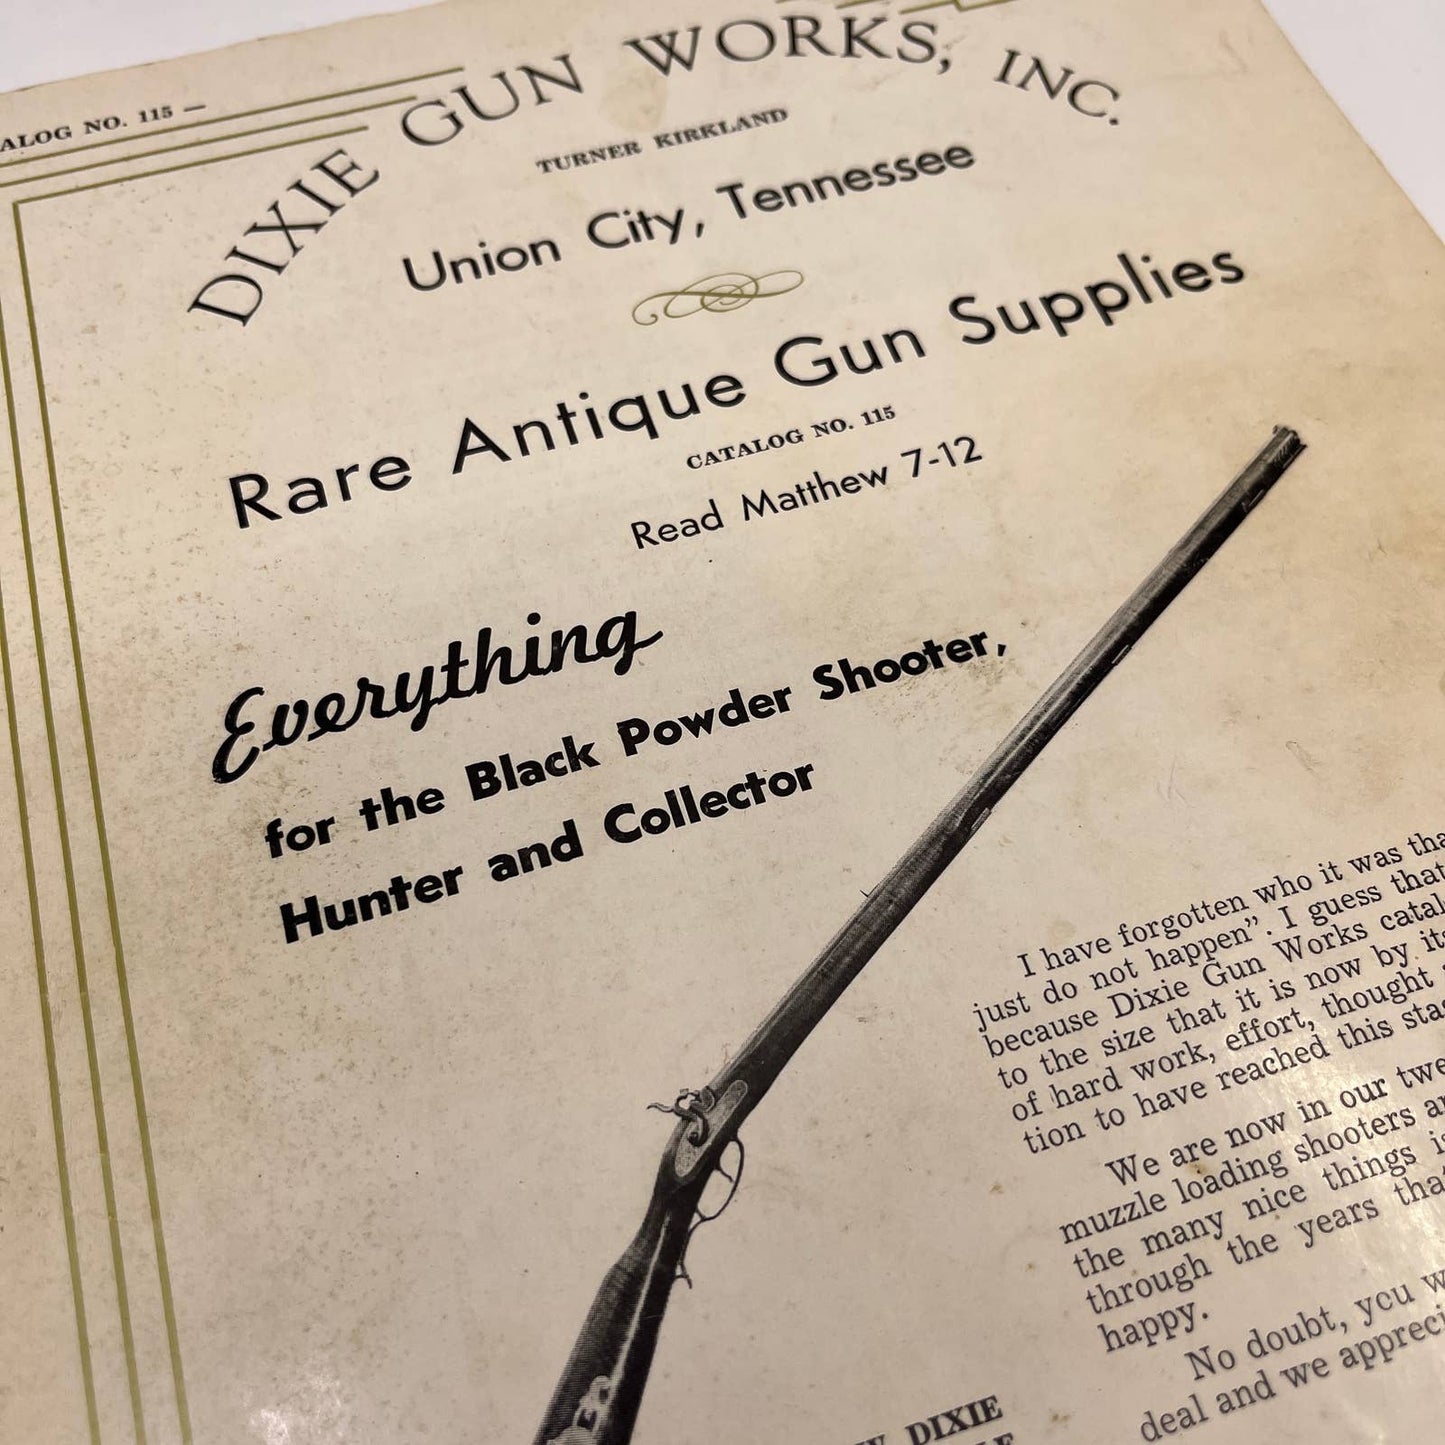 ALOG NO. 115 —
DIXIE GUN WORKS, INC.
TURNER KIRKLAND
Union City, Tennessee
Rare Antique Gun Supplies
CATALOG NO. 115
Read Matthew 7-12
Everything
for the Black Powder Shooter,
Hunter and Collector
I have forgotten who it was tha
just do not happen". I guess that
because Dixie Gun Works catal
to the size that it is now by its
of hard work, effort, thought
tion to have reached this sta
We are now in our twe
muzzle loading shooters a
the many nice things is
through the years tha
happy.
No doubt, you w
deal and we appreci
DIXIE